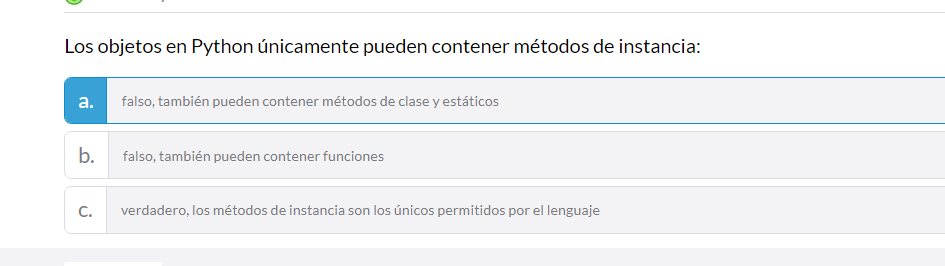 Los objetos en Python únicamente pueden contener métodos de instancia:
a. falso, también pueden contener métodos de clase y estáticos
b. falso, también pueden contener funciones
c. verdadero, los métodos de instancia son los únicos permitidos por el lenguaje